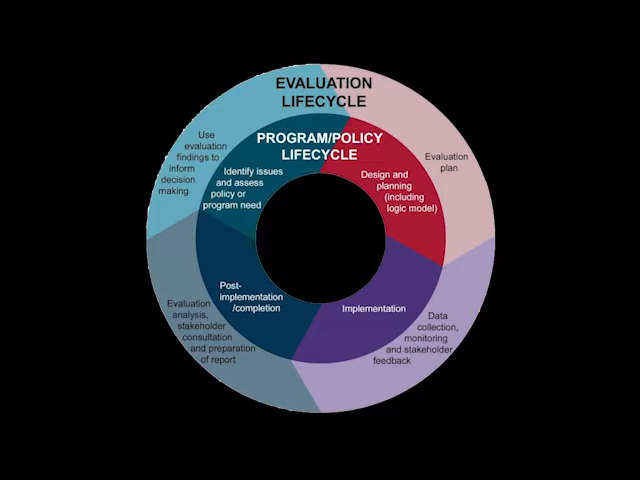 EVALUATION
LIFECYCLE
PROGRAM/POLICY
LIFECYCLE
Use
evaluation
findings to
inform
decision
making
Identify issues
and assess
policy or
program need
Design and
planning
(including
logic model)
Evaluation
plan
Post-
implementation
/completion
Implementation
Evaluation
analysis,
stakeholder
consultation
and preparation
of report
Data
collection,
monitoring
and stakeholder
feedback